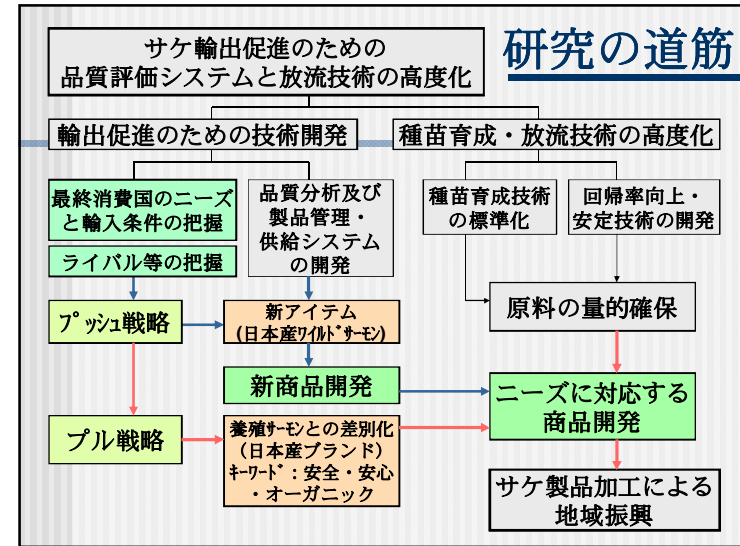 研究の道筋
サケ輸出促進のための
品質評価システムと放流技術の高度化
輸出促進のための技術開発
種苗育成・放流技術の高度化
最終消費国のニーズ
と輸入条件の把握
ライバル等の把握
品質分析及び
製品管理・
供給システム
の開発
種苗育成技術
の標準化
回帰率向上・
安定技術の開発
プッシュ戦略
新アイテム
(日本産ワイルドサーモン)
原料の量的確保
新商品開発
ニーズに対応する
商品開発
プル戦略
養殖サーモンとの差別化
(日本産ブランド)
キーワード:安全・安心
・オーガニック
サケ製品加工による
地域振興